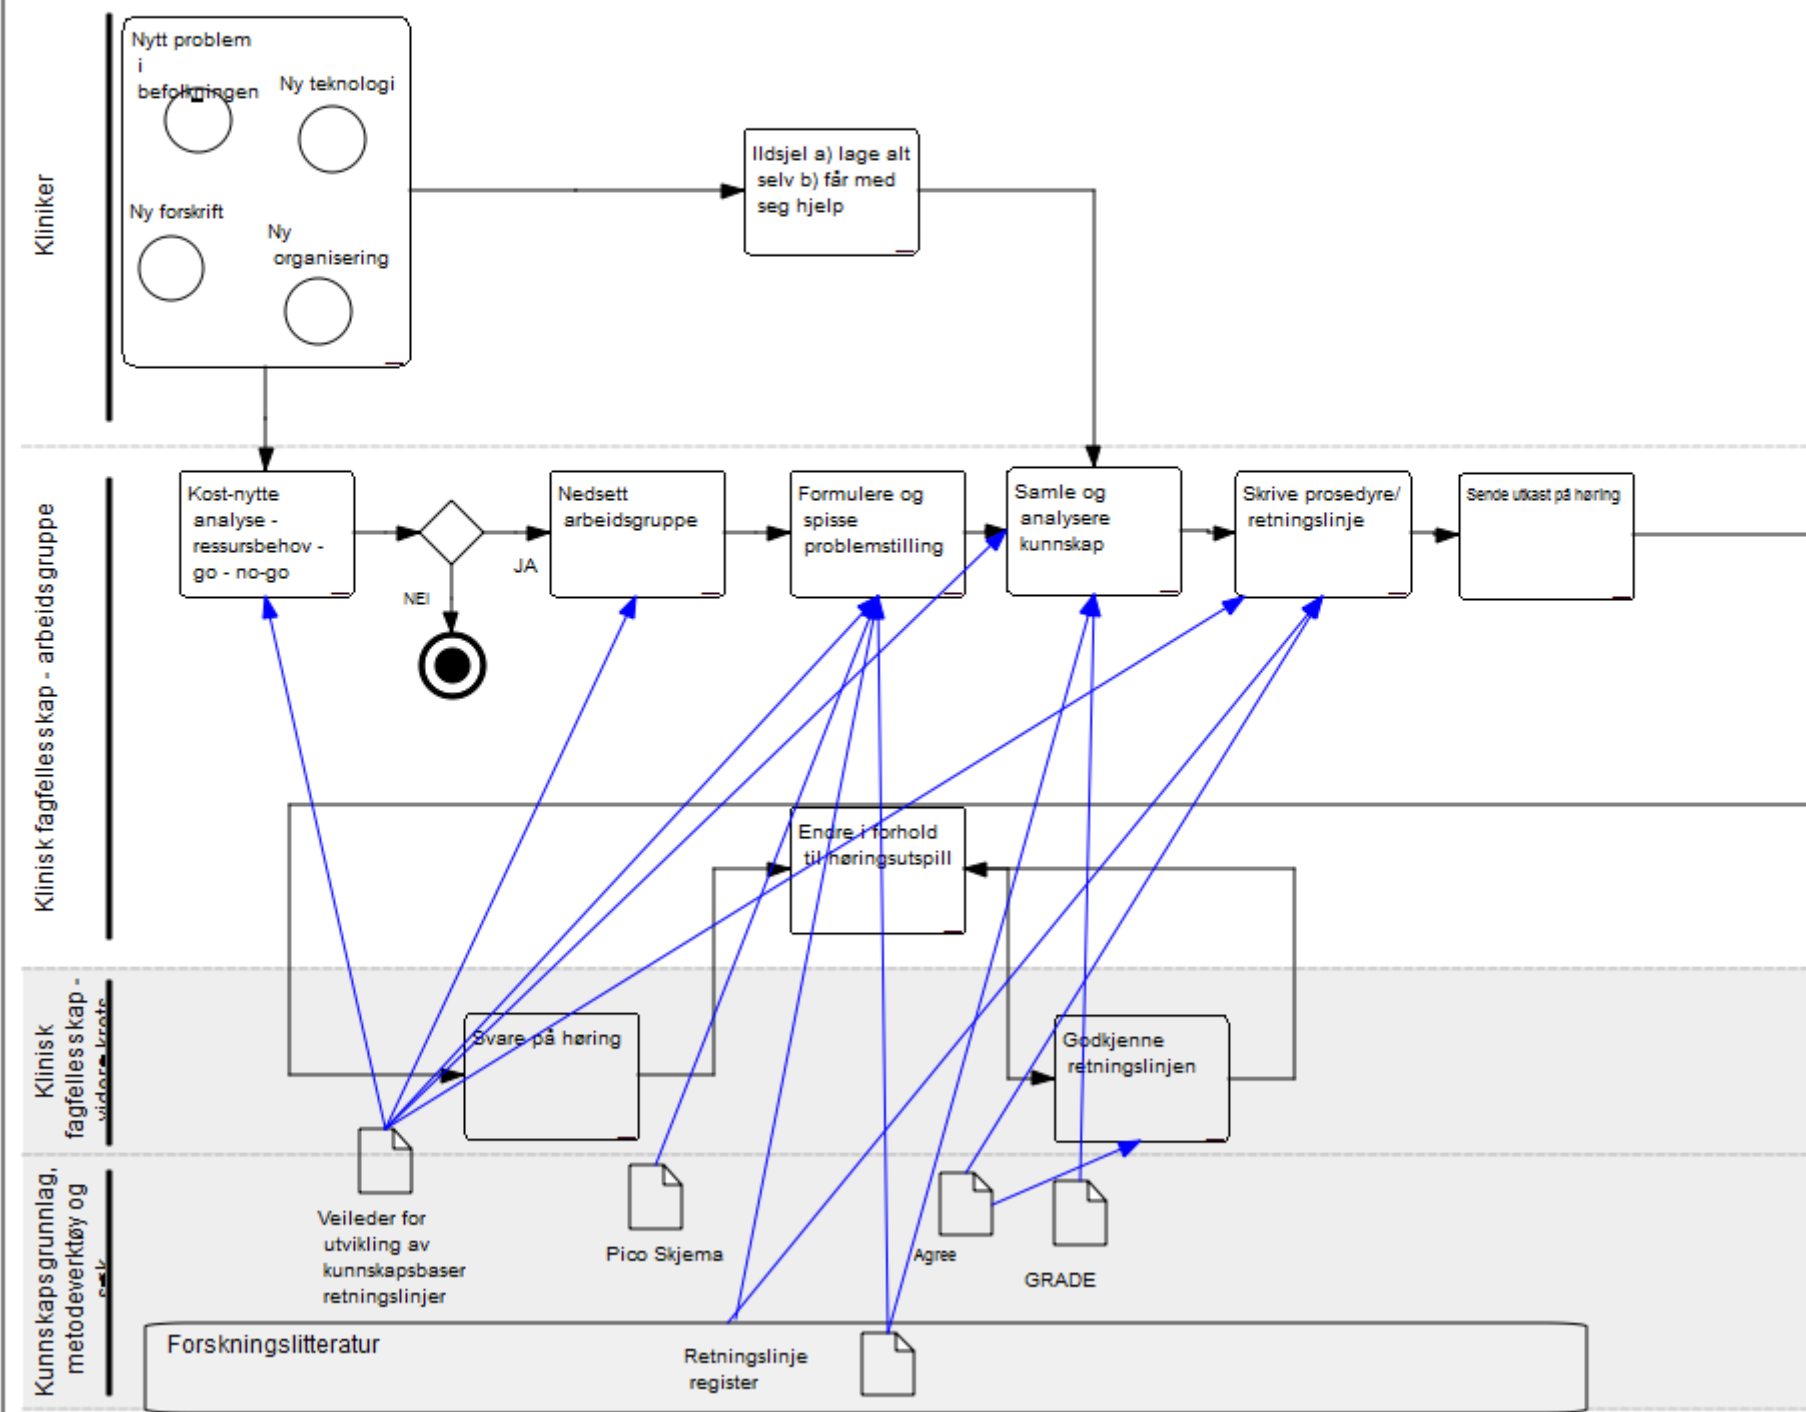 Kliniker
Nytt problem
i
befolkningen
Ny teknologi
Ny forskrift
Ny
organisering
Ildsjel a) lage alt
selv b) får med
seg hjelp
Klinisk fagfellesskap - arbeidsgruppe
Kost-nytte
analyse -
ressursbehov -
go - no-go
JA
NEI
Nedsett
arbeidsgruppe
Formulere og
spisse
problemstilling
Samle og
analysere
kunnskap
Skrive prosedyre/
retningslinje
Sende utkast på høring
Endre i forhold
til høringsutspill
Klinisk
fagfellesskap -
videre krets
Svare på høring
Godkjenne
retningslinjen
Kunnskapsgrunnlag,
metodeverktøy og
Veileder for
utvikling av
kunnskapsbaser
retningslinjer
Pico Skjema
Agree
GRADE
Forskningslitteratur
Retningslinje
register